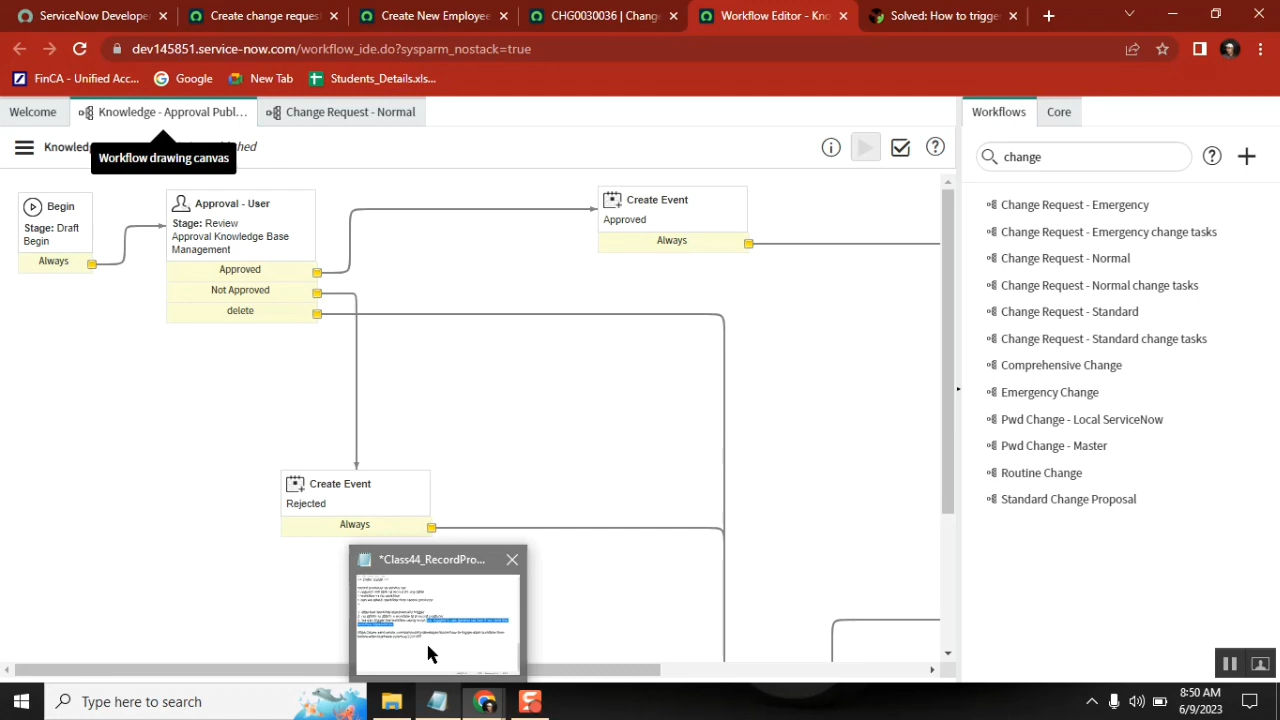 ServiceNow Developer
Create change reques
Create New Employee
CHG0030036 | Chang
Workflow Editor - Kno
Solved: How to trigge
dev145851.service-now.com/workflow_ide.do?sysparm_nostack=true
FinCA - Unified Acc...
Google
New Tab
Students_Details.xls...
Welcome
Knowledge - Approval Publ...
Change Request - Normal
Workflows
Core
Knowled
shed
Workflow drawing canvas
change
Begin
Stage: Draft
Begin
Always
Approval - User
Stage: Review
Approval Knowledge Base
Management
Approved
Not Approved
delete
Create Event
Approved
Always
Create Event
Rejected
Always
Change Request - Emergency
Change Request - Emergency change tasks
Change Request - Normal
Change Request - Normal change tasks
Change Request - Standard
Change Request - Standard change tasks
Comprehensive Change
Emergency Change
Pwd Change - Local ServiceNow
Pwd Change - Master
Routine Change
Standard Change Proposal
*Class44_RecordPro...
Type here to search
8:50 AM
6/9/2023